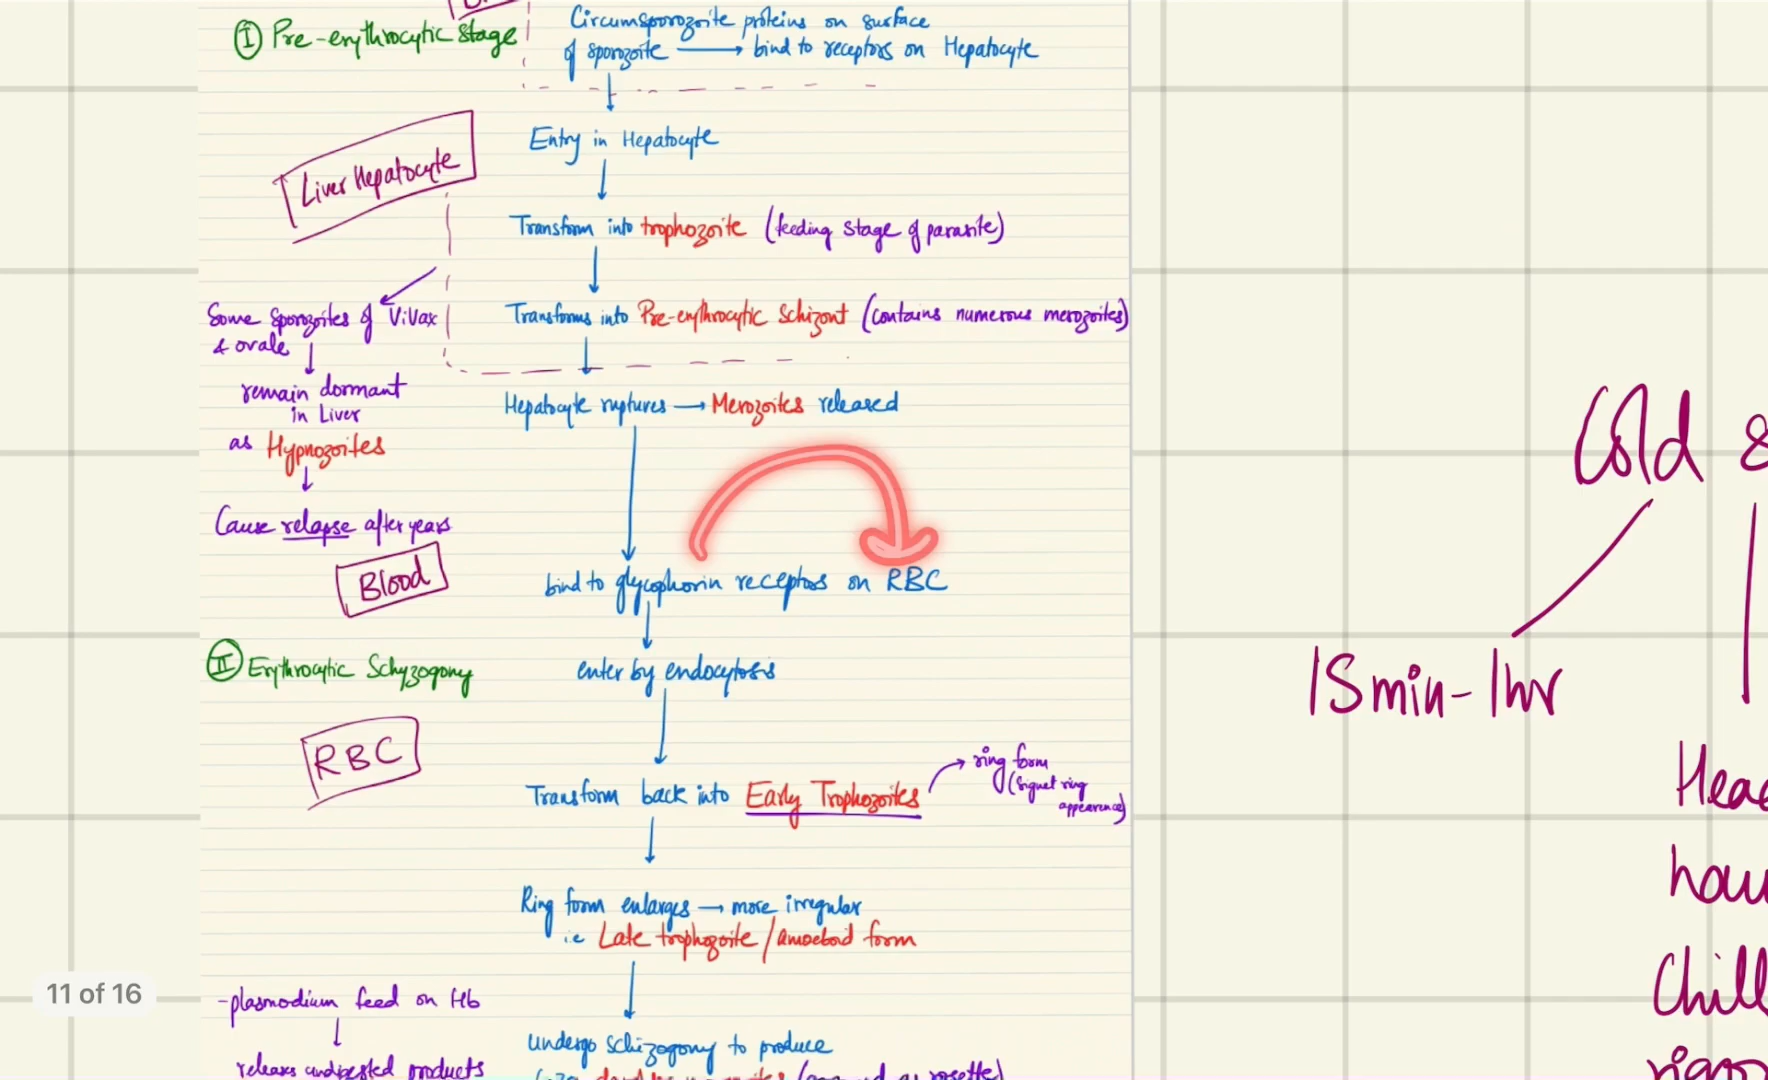 I Pre-erythrocytic Stage
Circumsporozoite proteins on surface
of sporozoite → bind to receptors on Hepatocyte
Entry in Hepatocyte
Liver Hepatocyte
Transform into trophozoite (feeding stage of parasite)
Some sporozoites of ViVax
& ovale
Transforms into Pre-erythrocytic Schizont (contains numerous merozoites)
remain dormant
in Liver
as Hypnozoites
Hepatocyte ruptures → Merozoites released
Cause relapse after years
Blood
bind to glycophorin receptors on RBC
II Erythrocytic Schyzogony
enter by endocytosis
RBC
Transform back into Early Trophozoites
ring form
(signet ring
appearence)
Ring form enlarges → more irregular
i.e Late trophozoite/amoeboid form
-plasmodium feed on Hb
releases undigested products
undergo schizogony to produce
rosette)
Cold &
15min-1hr
Chill
11 of 16